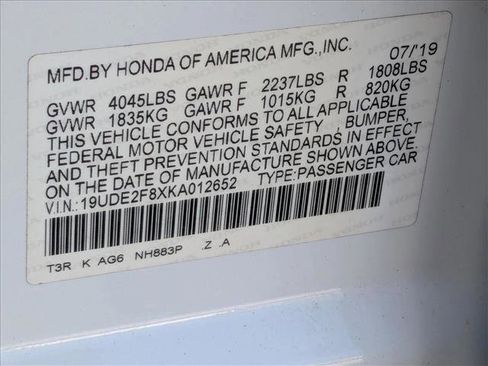 MFD.BY HONDA OF AMERICA MFG.,INC. 07/'19
GVWR 4045LBS GAWR F 2237LBS R 1808LBS
GVWR 1835KG GAWR F 1015KG R 820KG
THIS VEHICLE CONFORMS TO ALL APPLICABLE
FEDERAL MOTOR VEHICLE SAFETY , BUMPER,
AND THEFT PREVENTION STANDARDS IN EFFECT
ON THE DATE OF MANUFACTURE SHOWN ABOVE.
V.I.N.:19UDE2F8XKA012652 TYPE:PASSENGER CAR
T3R K AG6 NH883P .Z .A